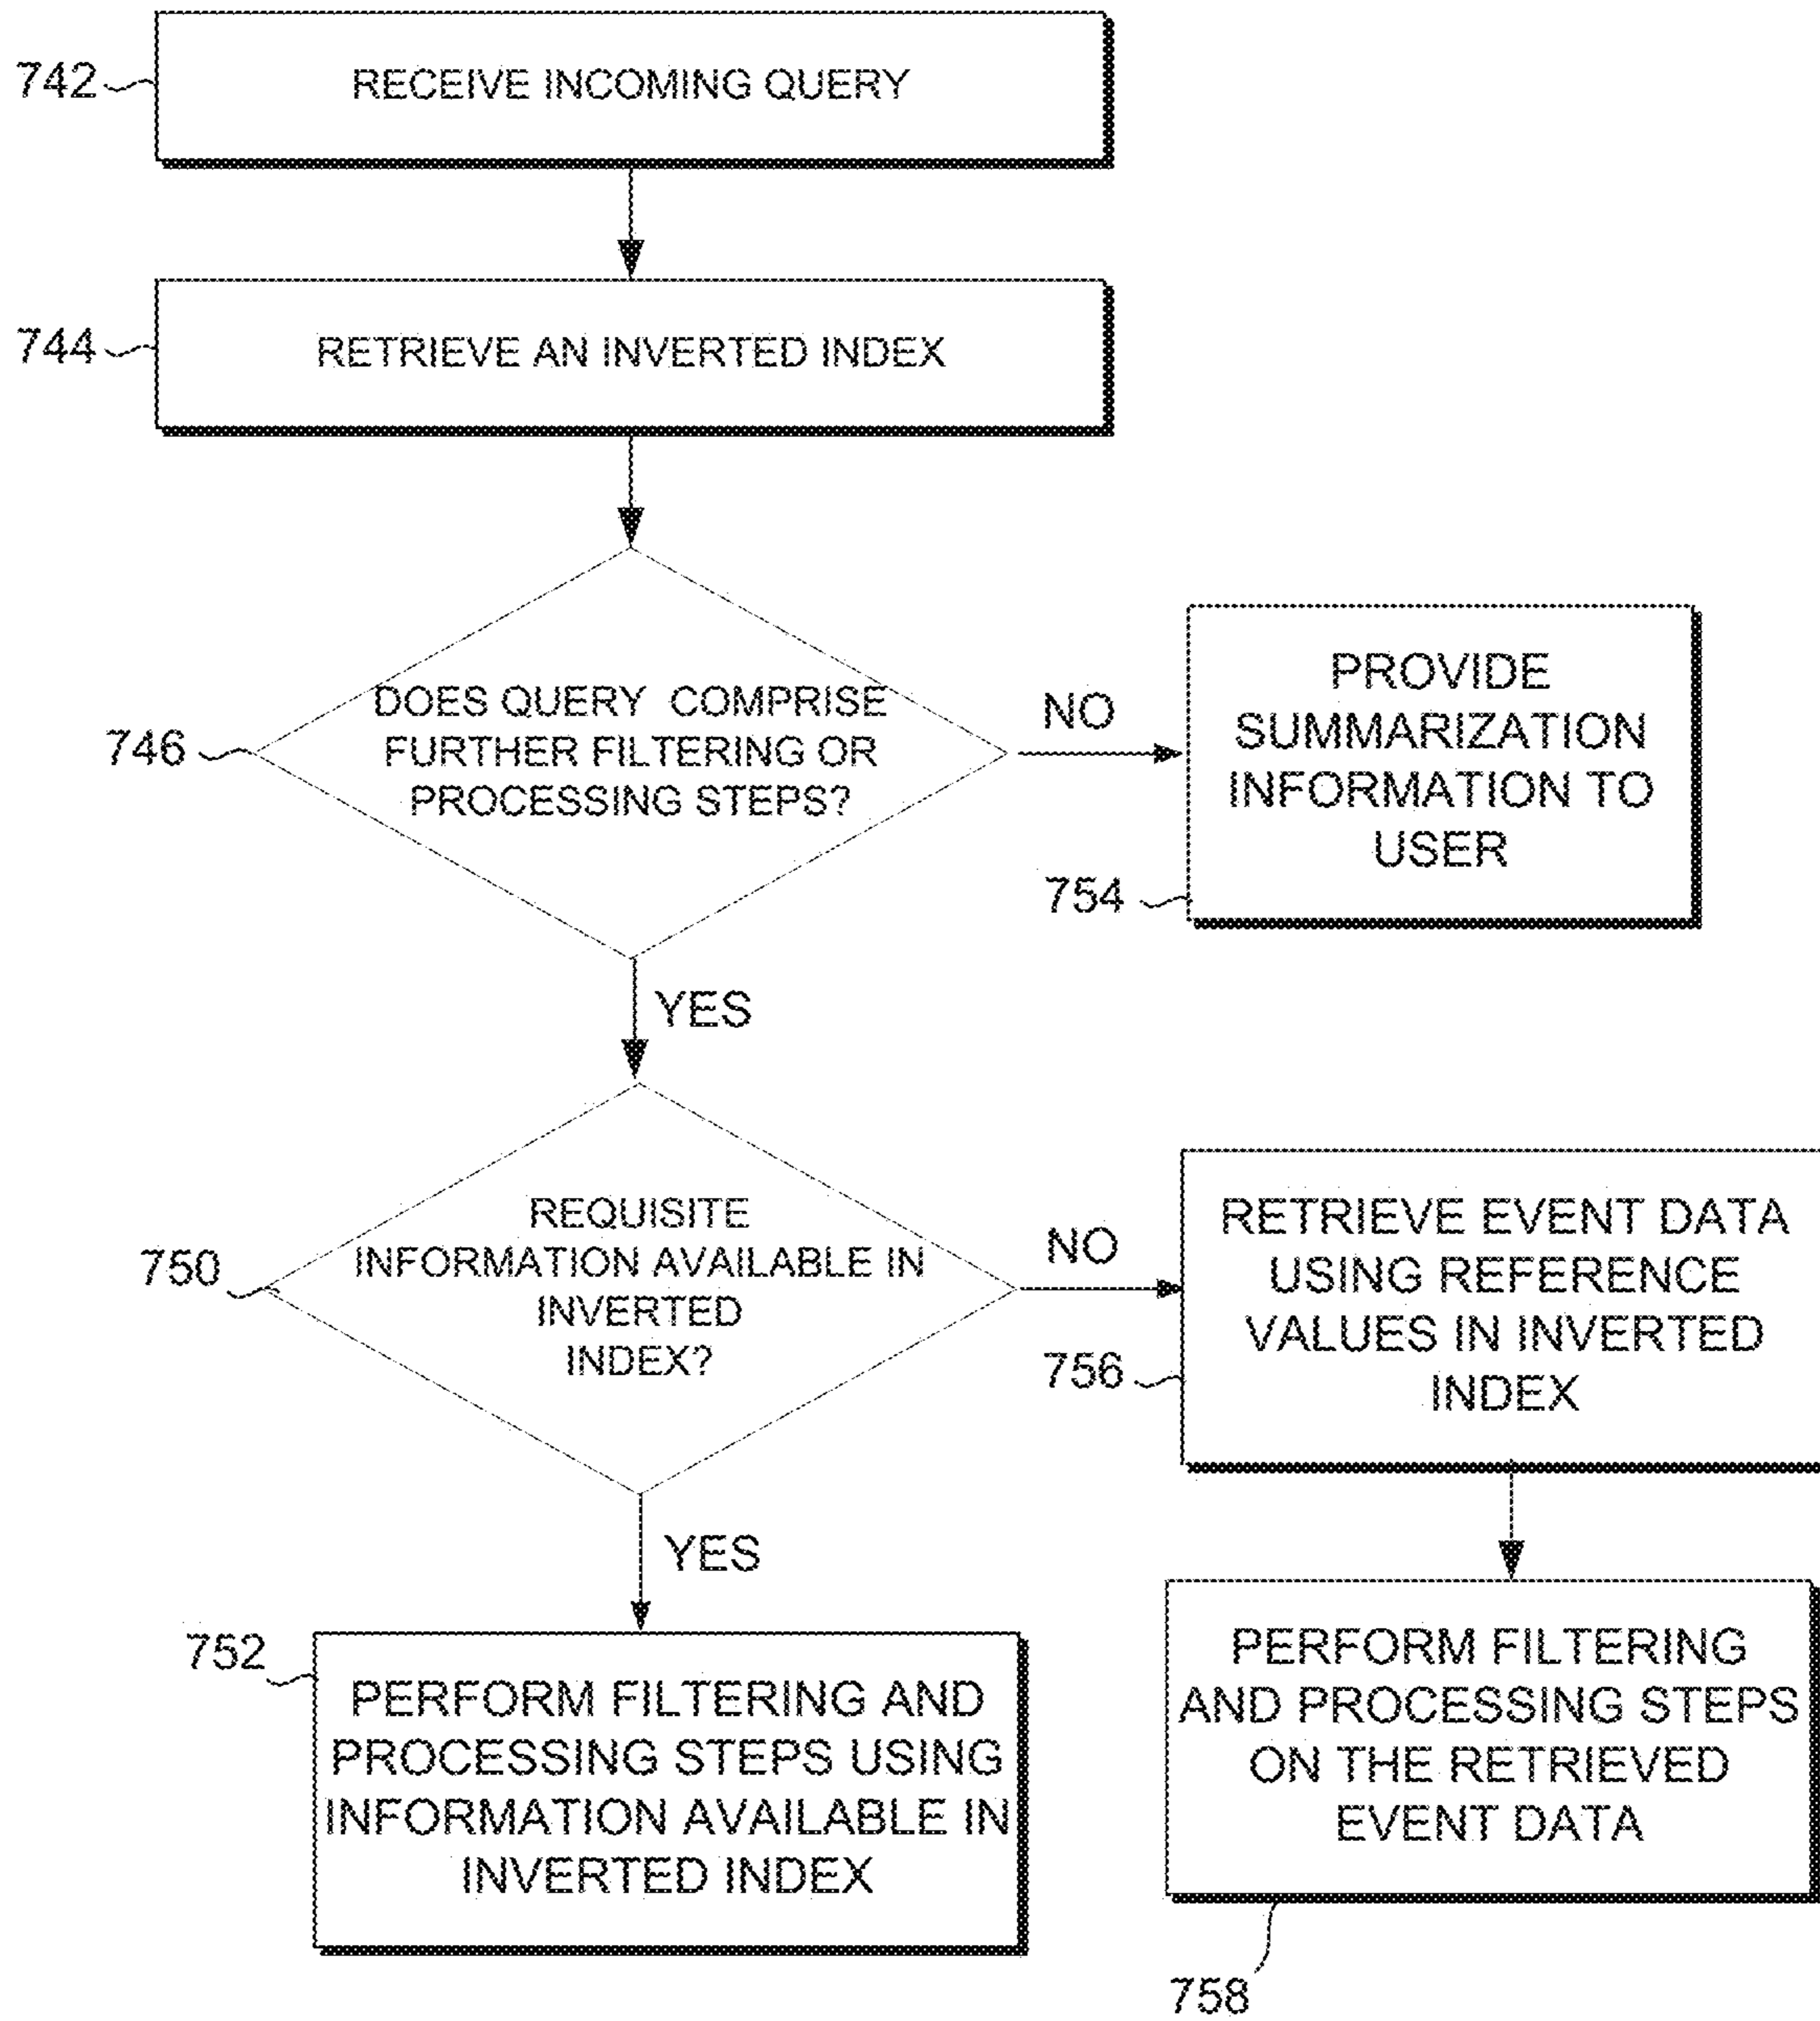 742
RECEIVE INCOMING QUERY
744
RETRIEVE AN INVERTED INDEX
746
DOES QUERY COMPRISE
FURTHER FILTERING OR
PROCESSING STEPS?
NO
PROVIDE
SUMMARIZATION
INFORMATION TO
USER
754
YES
750
REQUISITE
INFORMATION AVAILABLE IN
INVERTED
INDEX?
NO
RETRIEVE EVENT DATA
USING REFERENCE
VALUES IN INVERTED
INDEX
756
YES
752
PERFORM FILTERING AND
PROCESSING STEPS USING
INFORMATION AVAILABLE IN
INVERTED INDEX
PERFORM FILTERING
AND PROCESSING STEPS
ON THE RETRIEVED
EVENT DATA
758